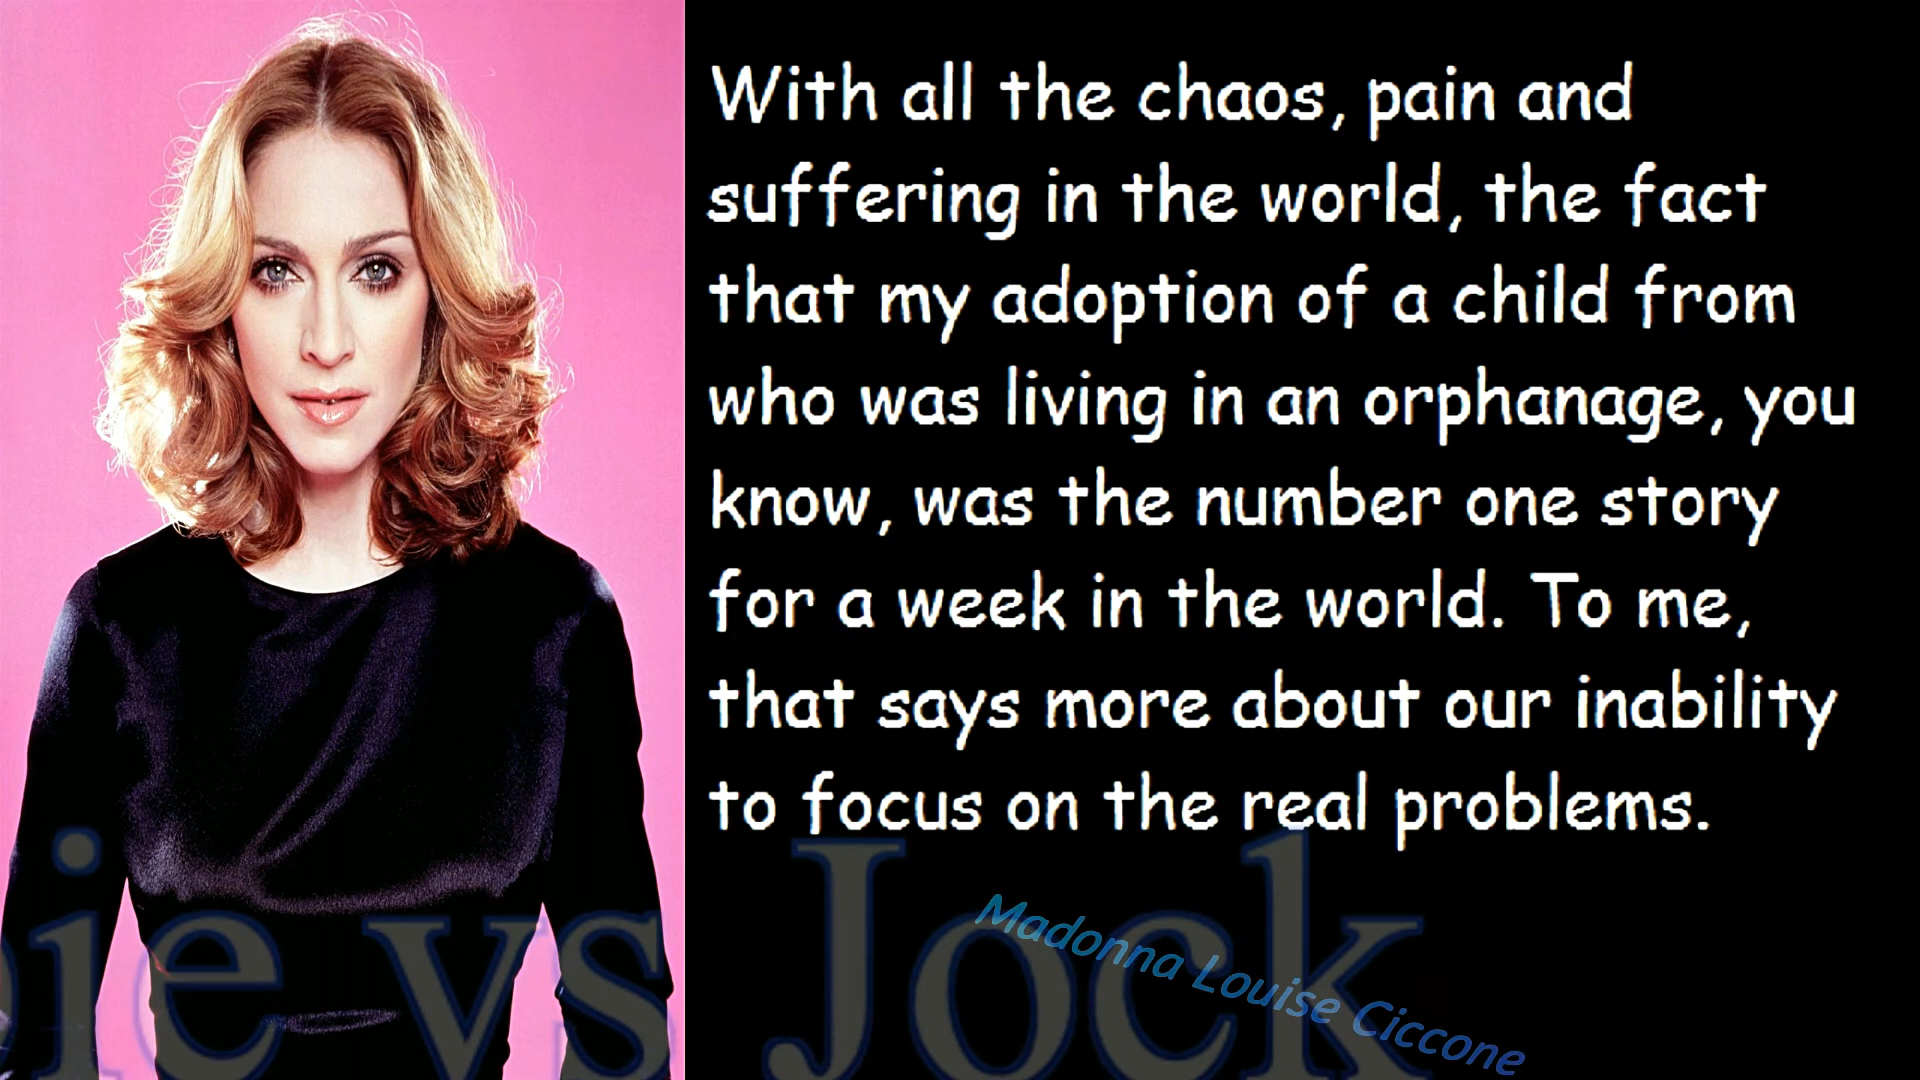 With all the chaos, pain and
suffering in the world, the fact
that my adoption of a child from
who was living in an orphanage, you
know, was the number one story
for a week in the world. To me,
that says more about our inability
to focus on the real problems.
Madonna Louise Ciccone
ie vs Jock